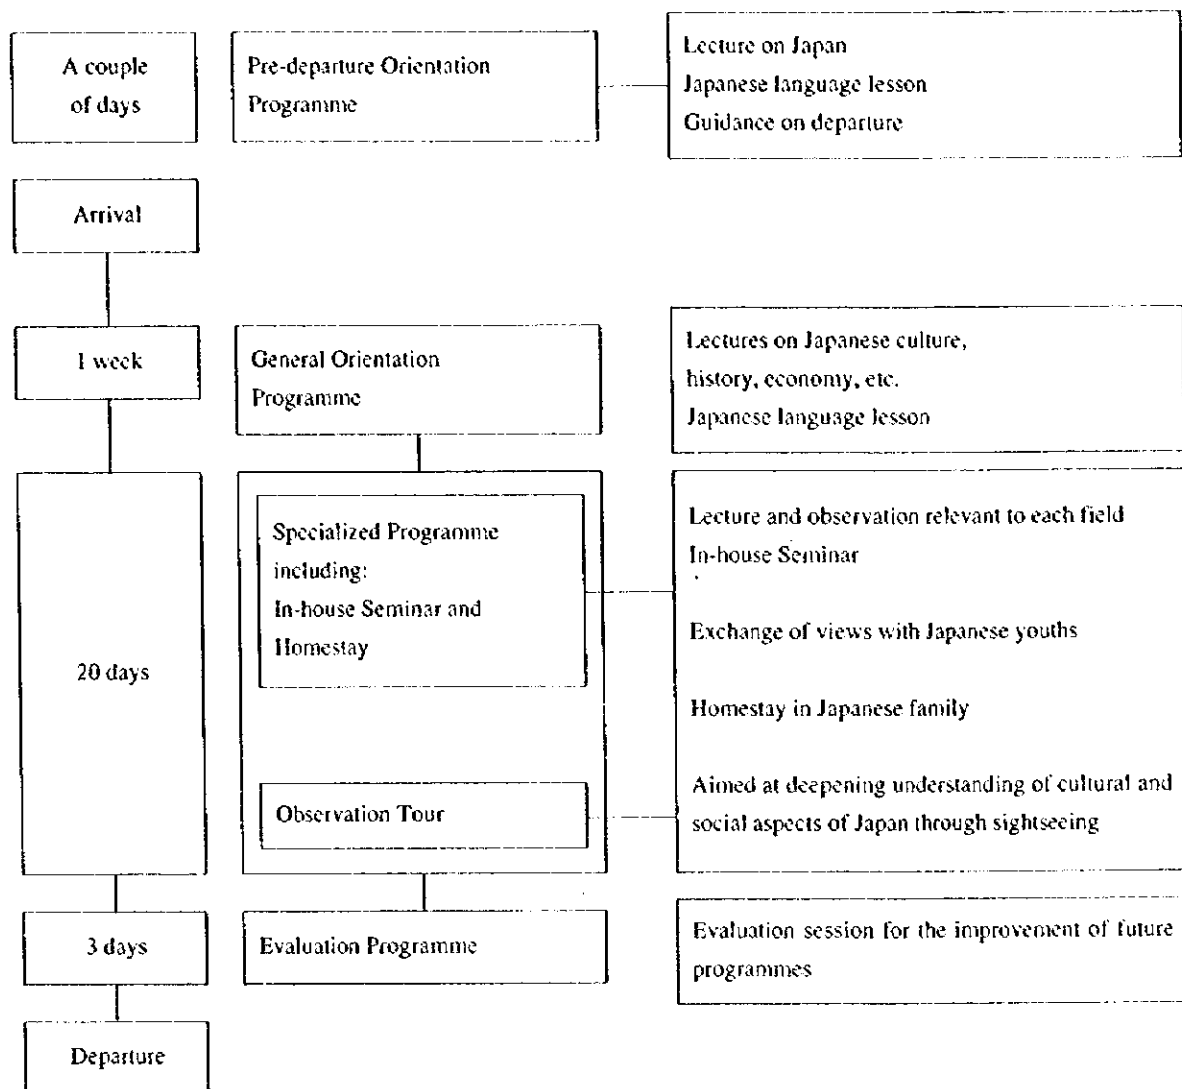 A couple
of days
Pre-departure Orientation
Programme
Lecture on Japan
Japanese language lesson
Guidance on departure
Arrival
1 week
General Orientation
Programme
Lectures on Japanese culture,
history, economy, etc.
Japanese language lesson
20 days
Specialized Programme
including:
In-house Seminar and
Homestay
Observation Tour
Lecture and observation relevant to each field
In-house Seminar
Exchange of views with Japanese youths
Homestay in Japanese family
Aimed at deepening understanding of cultural and
social aspects of Japan through sightseeing
3 days
Evaluation Programme
Evaluation session for the improvement of future
programmes
Departure